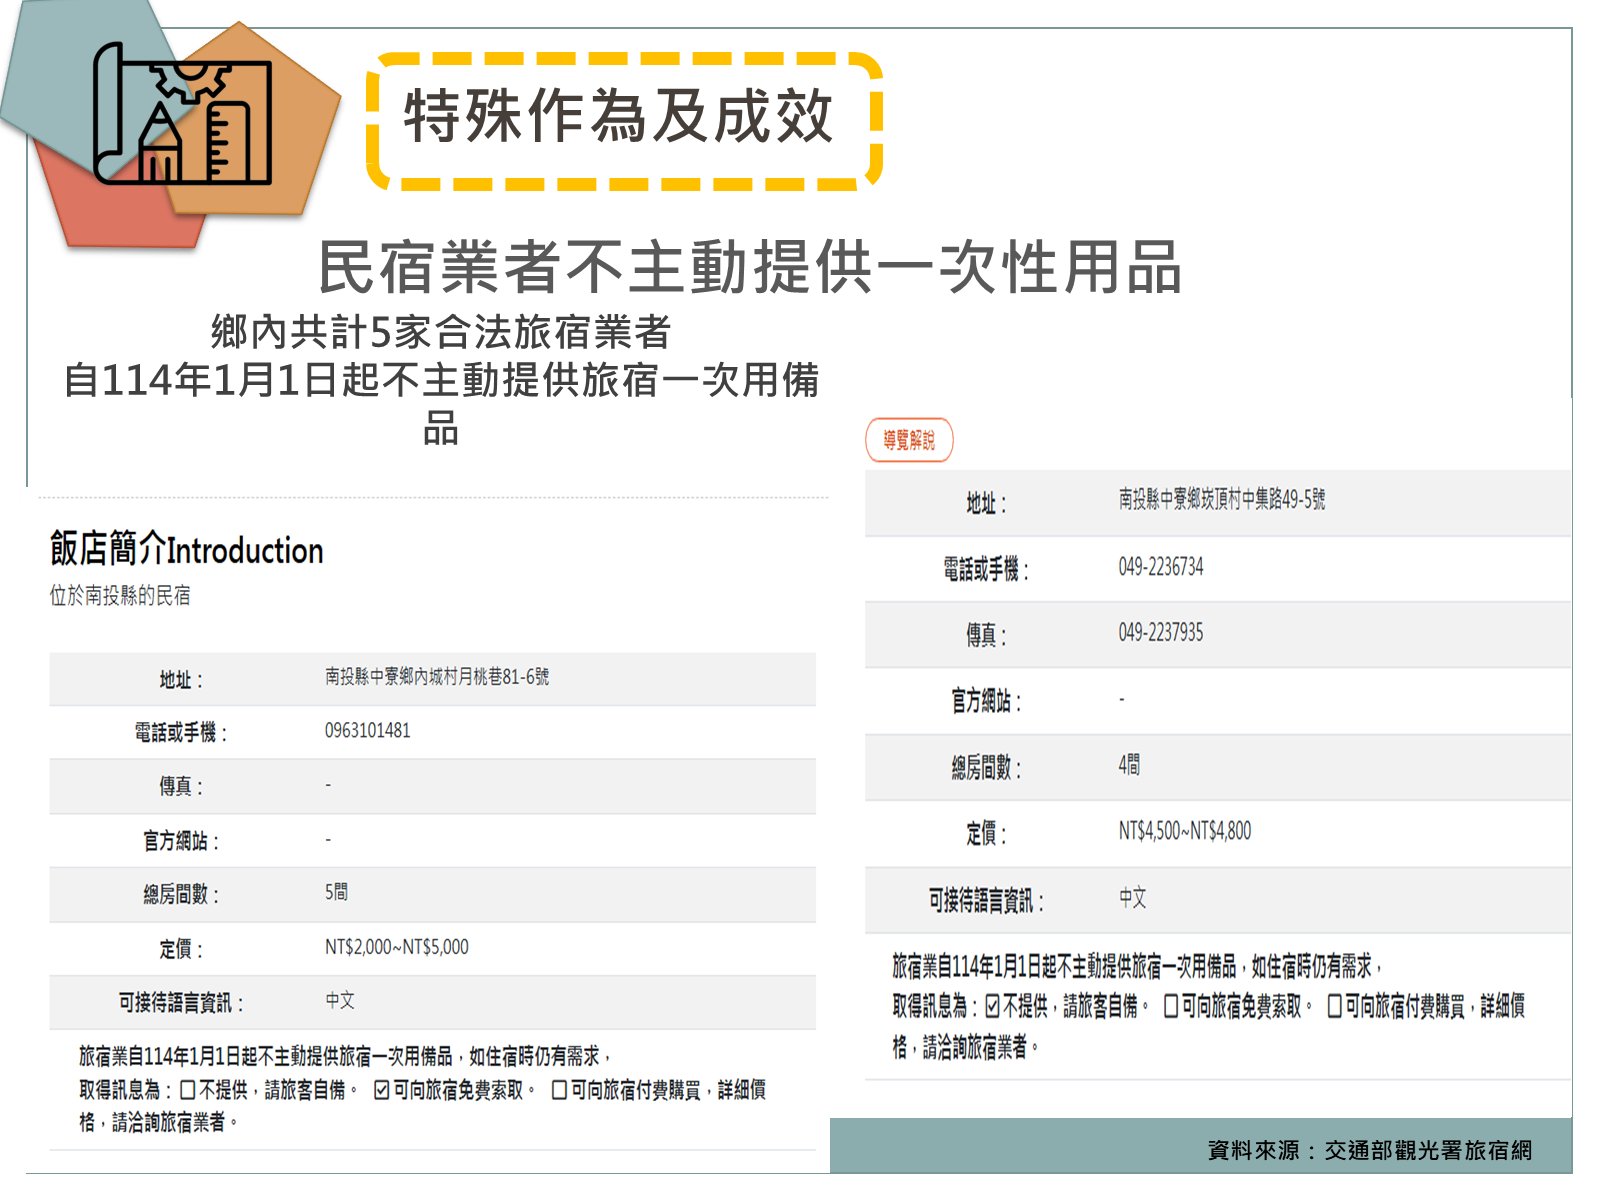 特殊作為及成效
民宿業者不主動提供一次性用品
鄉內共計5家合法旅宿業者
自114年1月1日起不主動提供旅宿一次用備
品
飯店簡介Introduction
位於南投縣的民宿
地址： 南投縣中寮鄉內城村月桃巷81-6號
電話或手機： 0963101481
傳真： -
官方網站： -
總房間數： 5間
定價： NT$2,000~NT$5,000
可接待語言資訊： 中文
旅宿業自114年1月1日起不主動提供旅宿一次用備品，如住宿時仍有需求，
取得訊息為：☐不提供，請旅客自備。 ☑可向旅宿免費索取。 ☐可向旅宿付費購買，詳細價
格，請洽詢旅宿業者。
導覽解說
地址： 南投縣中寮鄉崁頂村中集路49-5號
電話或手機： 049-2236734
傳真： 049-2237935
官方網站： -
總房間數： 4間
定價： NT$4,500~NT$4,800
可接待語言資訊： 中文
旅宿業自114年1月1日起不主動提供旅宿一次用備品，如住宿時仍有需求，
取得訊息為：☑不提供，請旅客自備。 ☐可向旅宿免費索取。 ☐可向旅宿付費購買，詳細價
格，請洽詢旅宿業者。
資料來源：交通部觀光署旅宿網